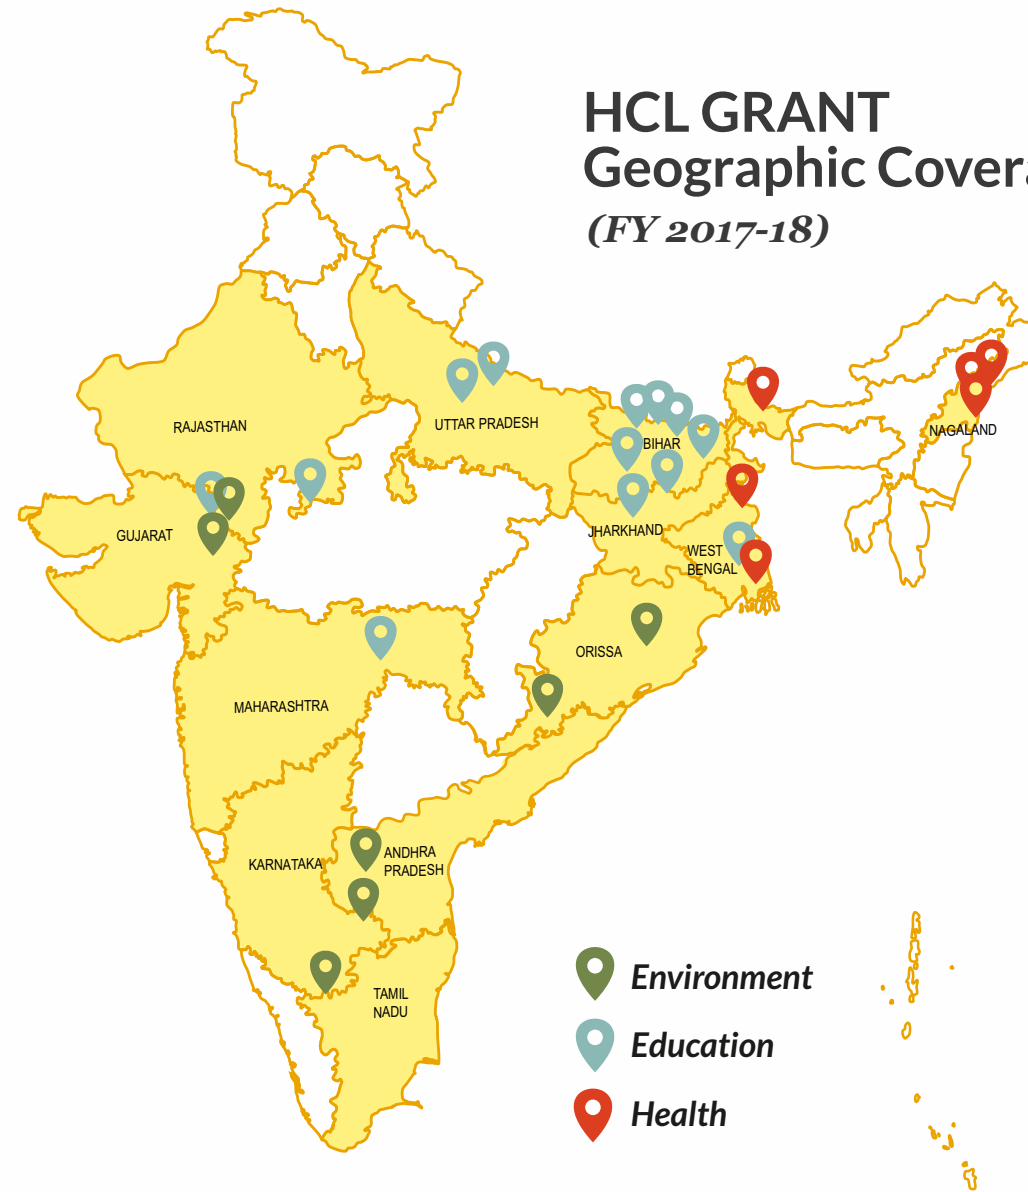 HCL GRANT
Geographic Covera
(FY 2017-18)
RAJASTHAN
UTTAR PRADESH
BIHAR
NAGALAND
GUJARAT
JHARKHAND
WEST
BENGAL
ORISSA
MAHARASHTRA
KARNATAKA
ANDHRA
PRADESH
TAMIL
NADU
Environment
Education
Health